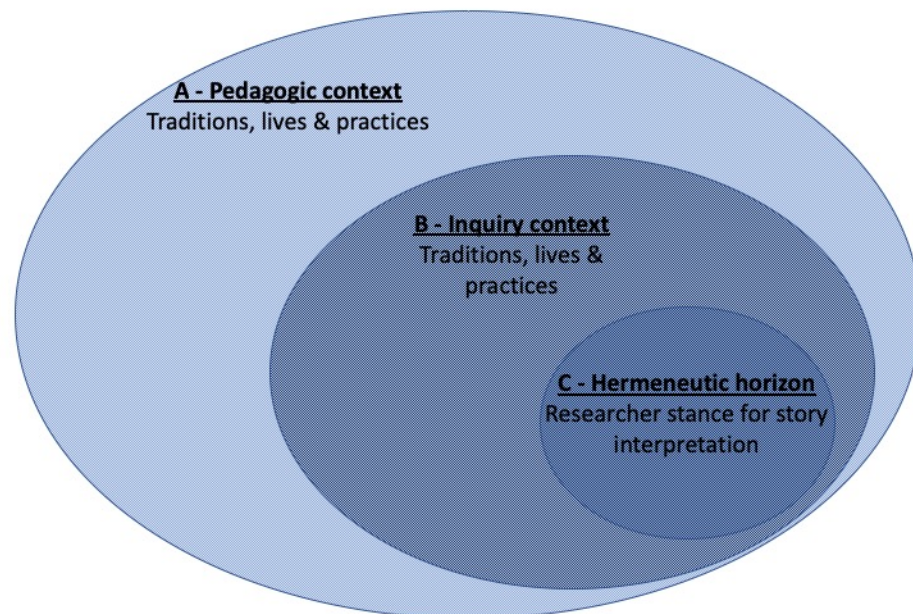 A - Pedagogic context
Traditions, lives & practices
B - Inquiry context
Traditions, lives &
practices
C - Hermeneutic horizon
Researcher stance for story
interpretation